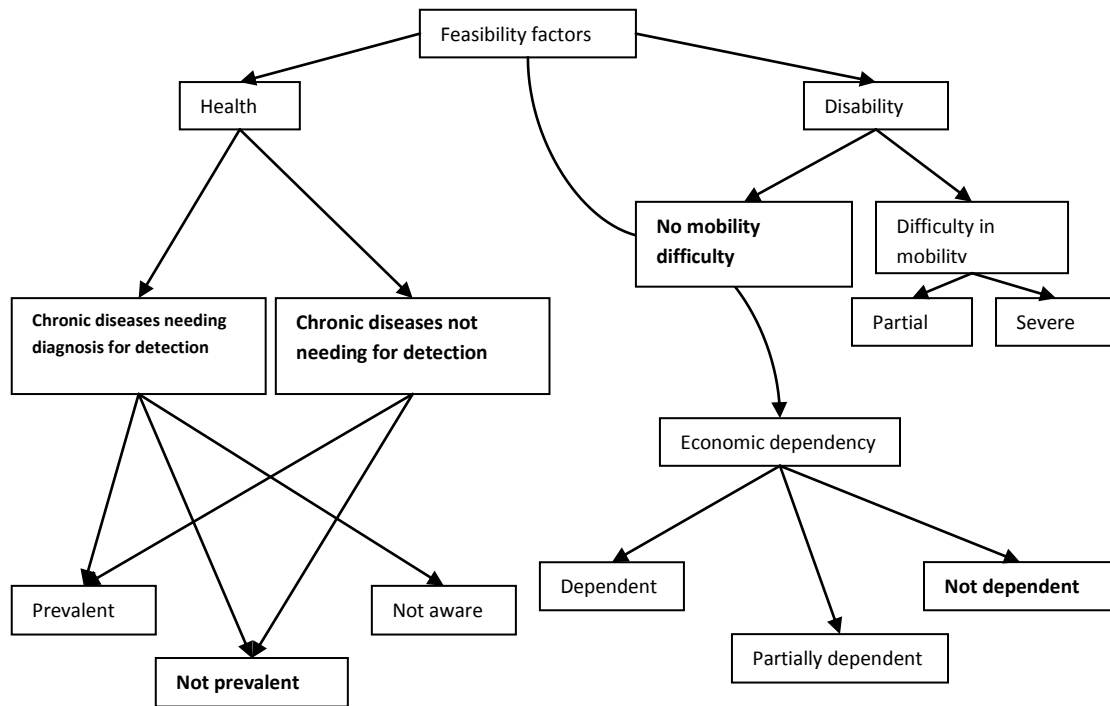 Feasibility factors
Health
Disability
No mobility
difficulty
Difficulty in
mobility
Partial
Severe
Chronic diseases needing
diagnosis for detection
Chronic diseases not
needing for detection
Economic dependency
Dependent
Not dependent
Prevalent
Not aware
Partially dependent
Not prevalent